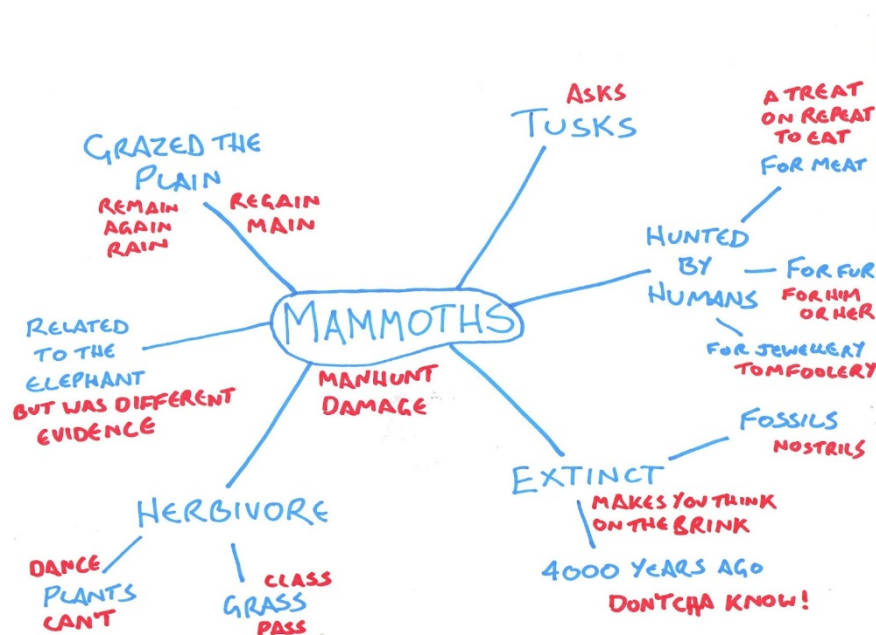 MAMMOTHS
MANHUNT
DAMAGE
GRAZED THE
PLAIN
REMAIN
AGAIN
RAIN
REGAIN
MAIN
ASKS
TUSKS
HUNTED
BY
HUMANS
A TREAT
ON REPEAT
TO EAT
FOR MEAT
FOR FUR
FOR HIM
OR HER
FOR JEWELLERY
TOMFOOLERY
EXTINCT
MAKES YOU THINK
ON THE BRINK
FOSSILS
NOSTRILS
4000 YEARS AGO
DON'TCHA KNOW!
HERBIVORE
DANCE
PLANTS
CAN'T
CLASS
GRASS
PASS
RELATED
TO THE
ELEPHANT
BUT WAS DIFFERENT
EVIDENCE